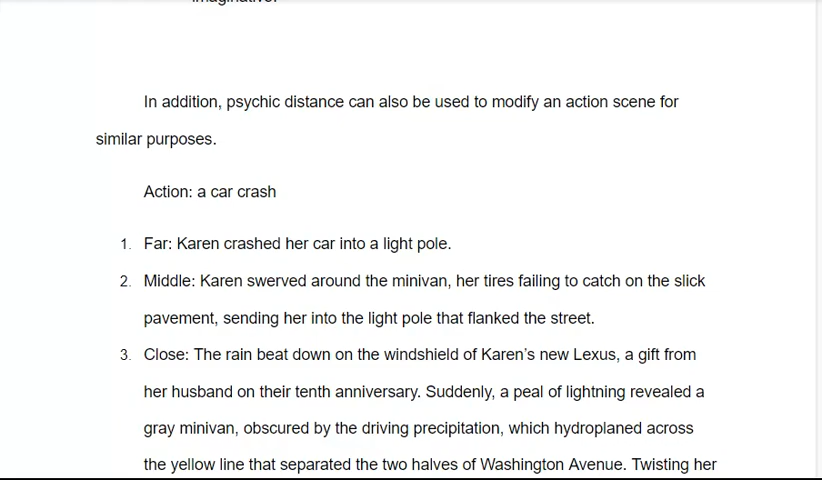 In addition, psychic distance can also be used to modify an action scene for
similar purposes.
Action: a car crash
1. Far: Karen crashed her car into a light pole.
2. Middle: Karen swerved around the minivan, her tires failing to catch on the slick
pavement, sending her into the light pole that flanked the street.
3. Close: The rain beat down on the windshield of Karen’s new Lexus, a gift from
her husband on their tenth anniversary. Suddenly, a peal of lightning revealed a
gray minivan, obscured by the driving precipitation, which hydroplaned across
the yellow line that separated the two halves of Washington Avenue. Twisting her